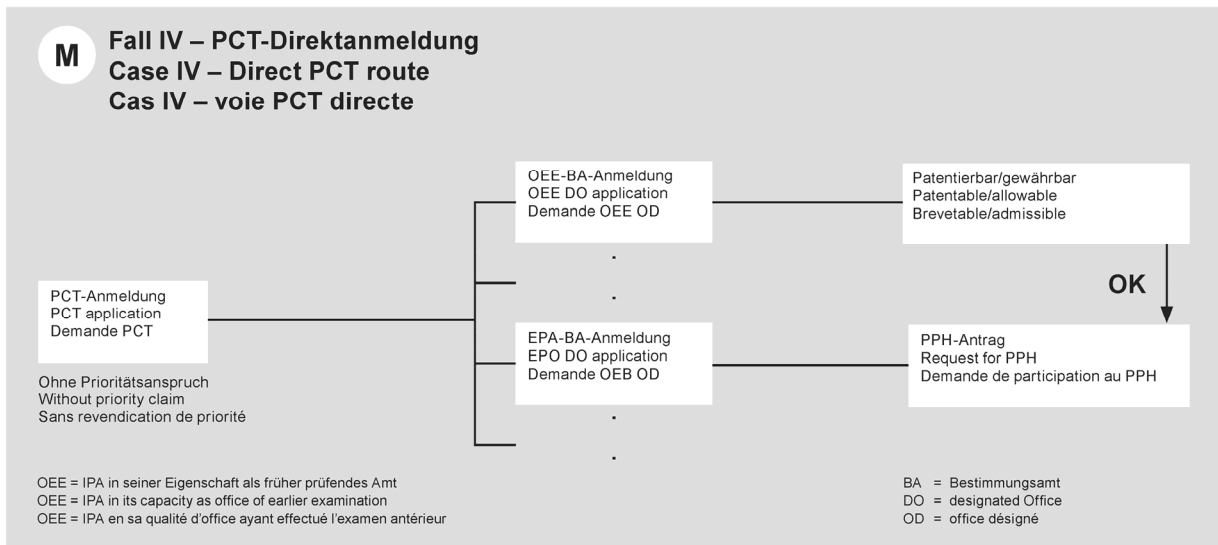 M
Fall IV – PCT-Direktanmeldung
Case IV – Direct PCT route
Cas IV – voie PCT directe
OEE-BA-Anmeldung
OEE DO application
Demande OEE OD
Patentierbar/gewährbar
Patentable/allowable
Brevetable/admissible
OK
PCT-Anmeldung
PCT application
Demande PCT
Ohne Prioritätsanspruch
Without priority claim
Sans revendication de priorité
EPA-BA-Anmeldung
EPO DO application
Demande OEB OD
PPH-Antrag
Request for PPH
Demande de participation au PPH
OEE = IPA in seiner Eigenschaft als früher prüfendes Amt
OEE = IPA in its capacity as office of earlier examination
OEE = IPA en sa qualité d'office ayant effectué l'examen antérieur
BA = Bestimmungsamt
DO = designated Office
OD = office désigné